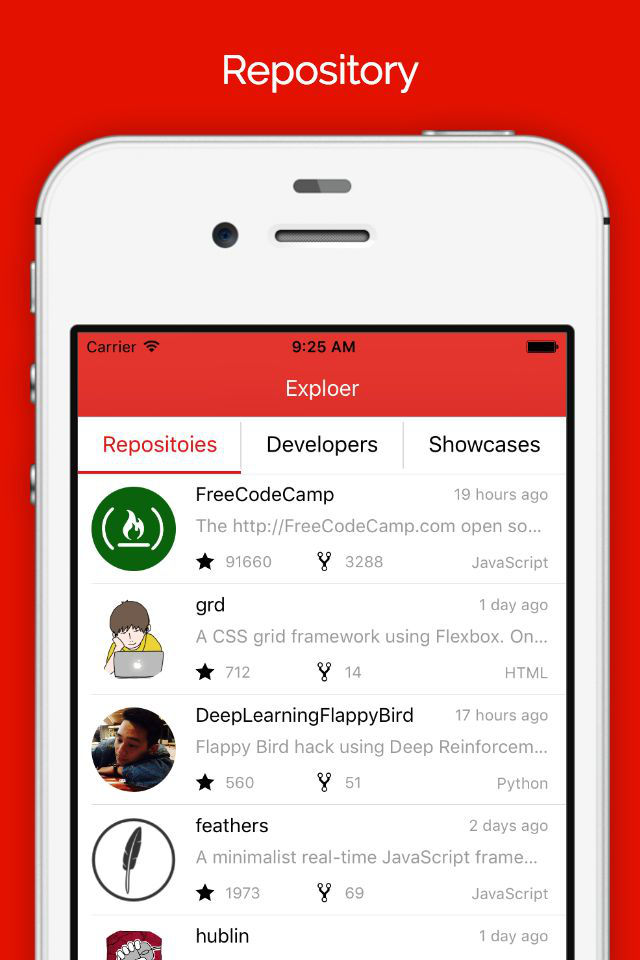 Repository
Carrier 9:25 AM
Exploer
Repositoies Developers Showcases
FreeCodeCamp 19 hours ago
The http://FreeCodeCamp.com open so...
91660 3288 JavaScript
grd 1 day ago
A CSS grid framework using Flexbox. On...
712 14 HTML
DeepLearningFlappyBird 17 hours ago
Flappy Bird hack using Deep Reinforcem...
560 51 Python
feathers 2 days ago
A minimalist real-time JavaScript frame...
1973 69 JavaScript
hublin 1 day ago